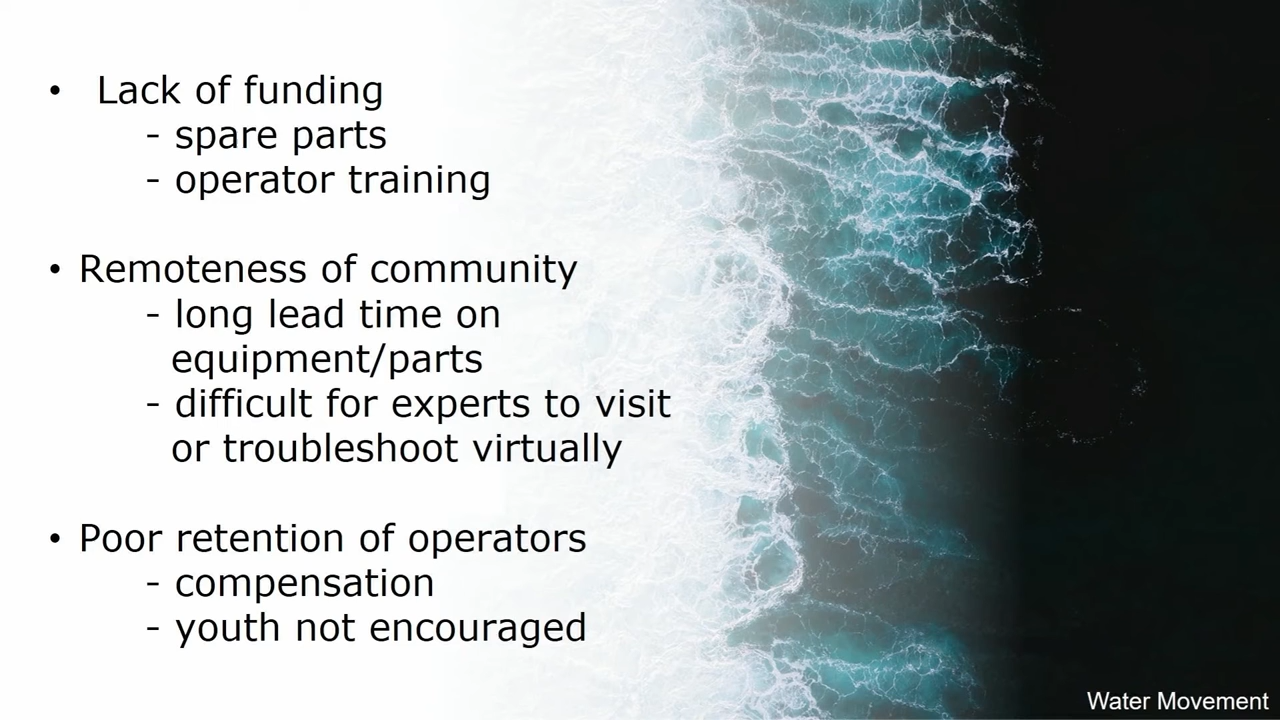 • Lack of funding
- spare parts
- operator training
• Remoteness of community
- long lead time on
equipment/parts
- difficult for experts to visit
or troubleshoot virtually
• Poor retention of operators
- compensation
- youth not encouraged
Water Movement